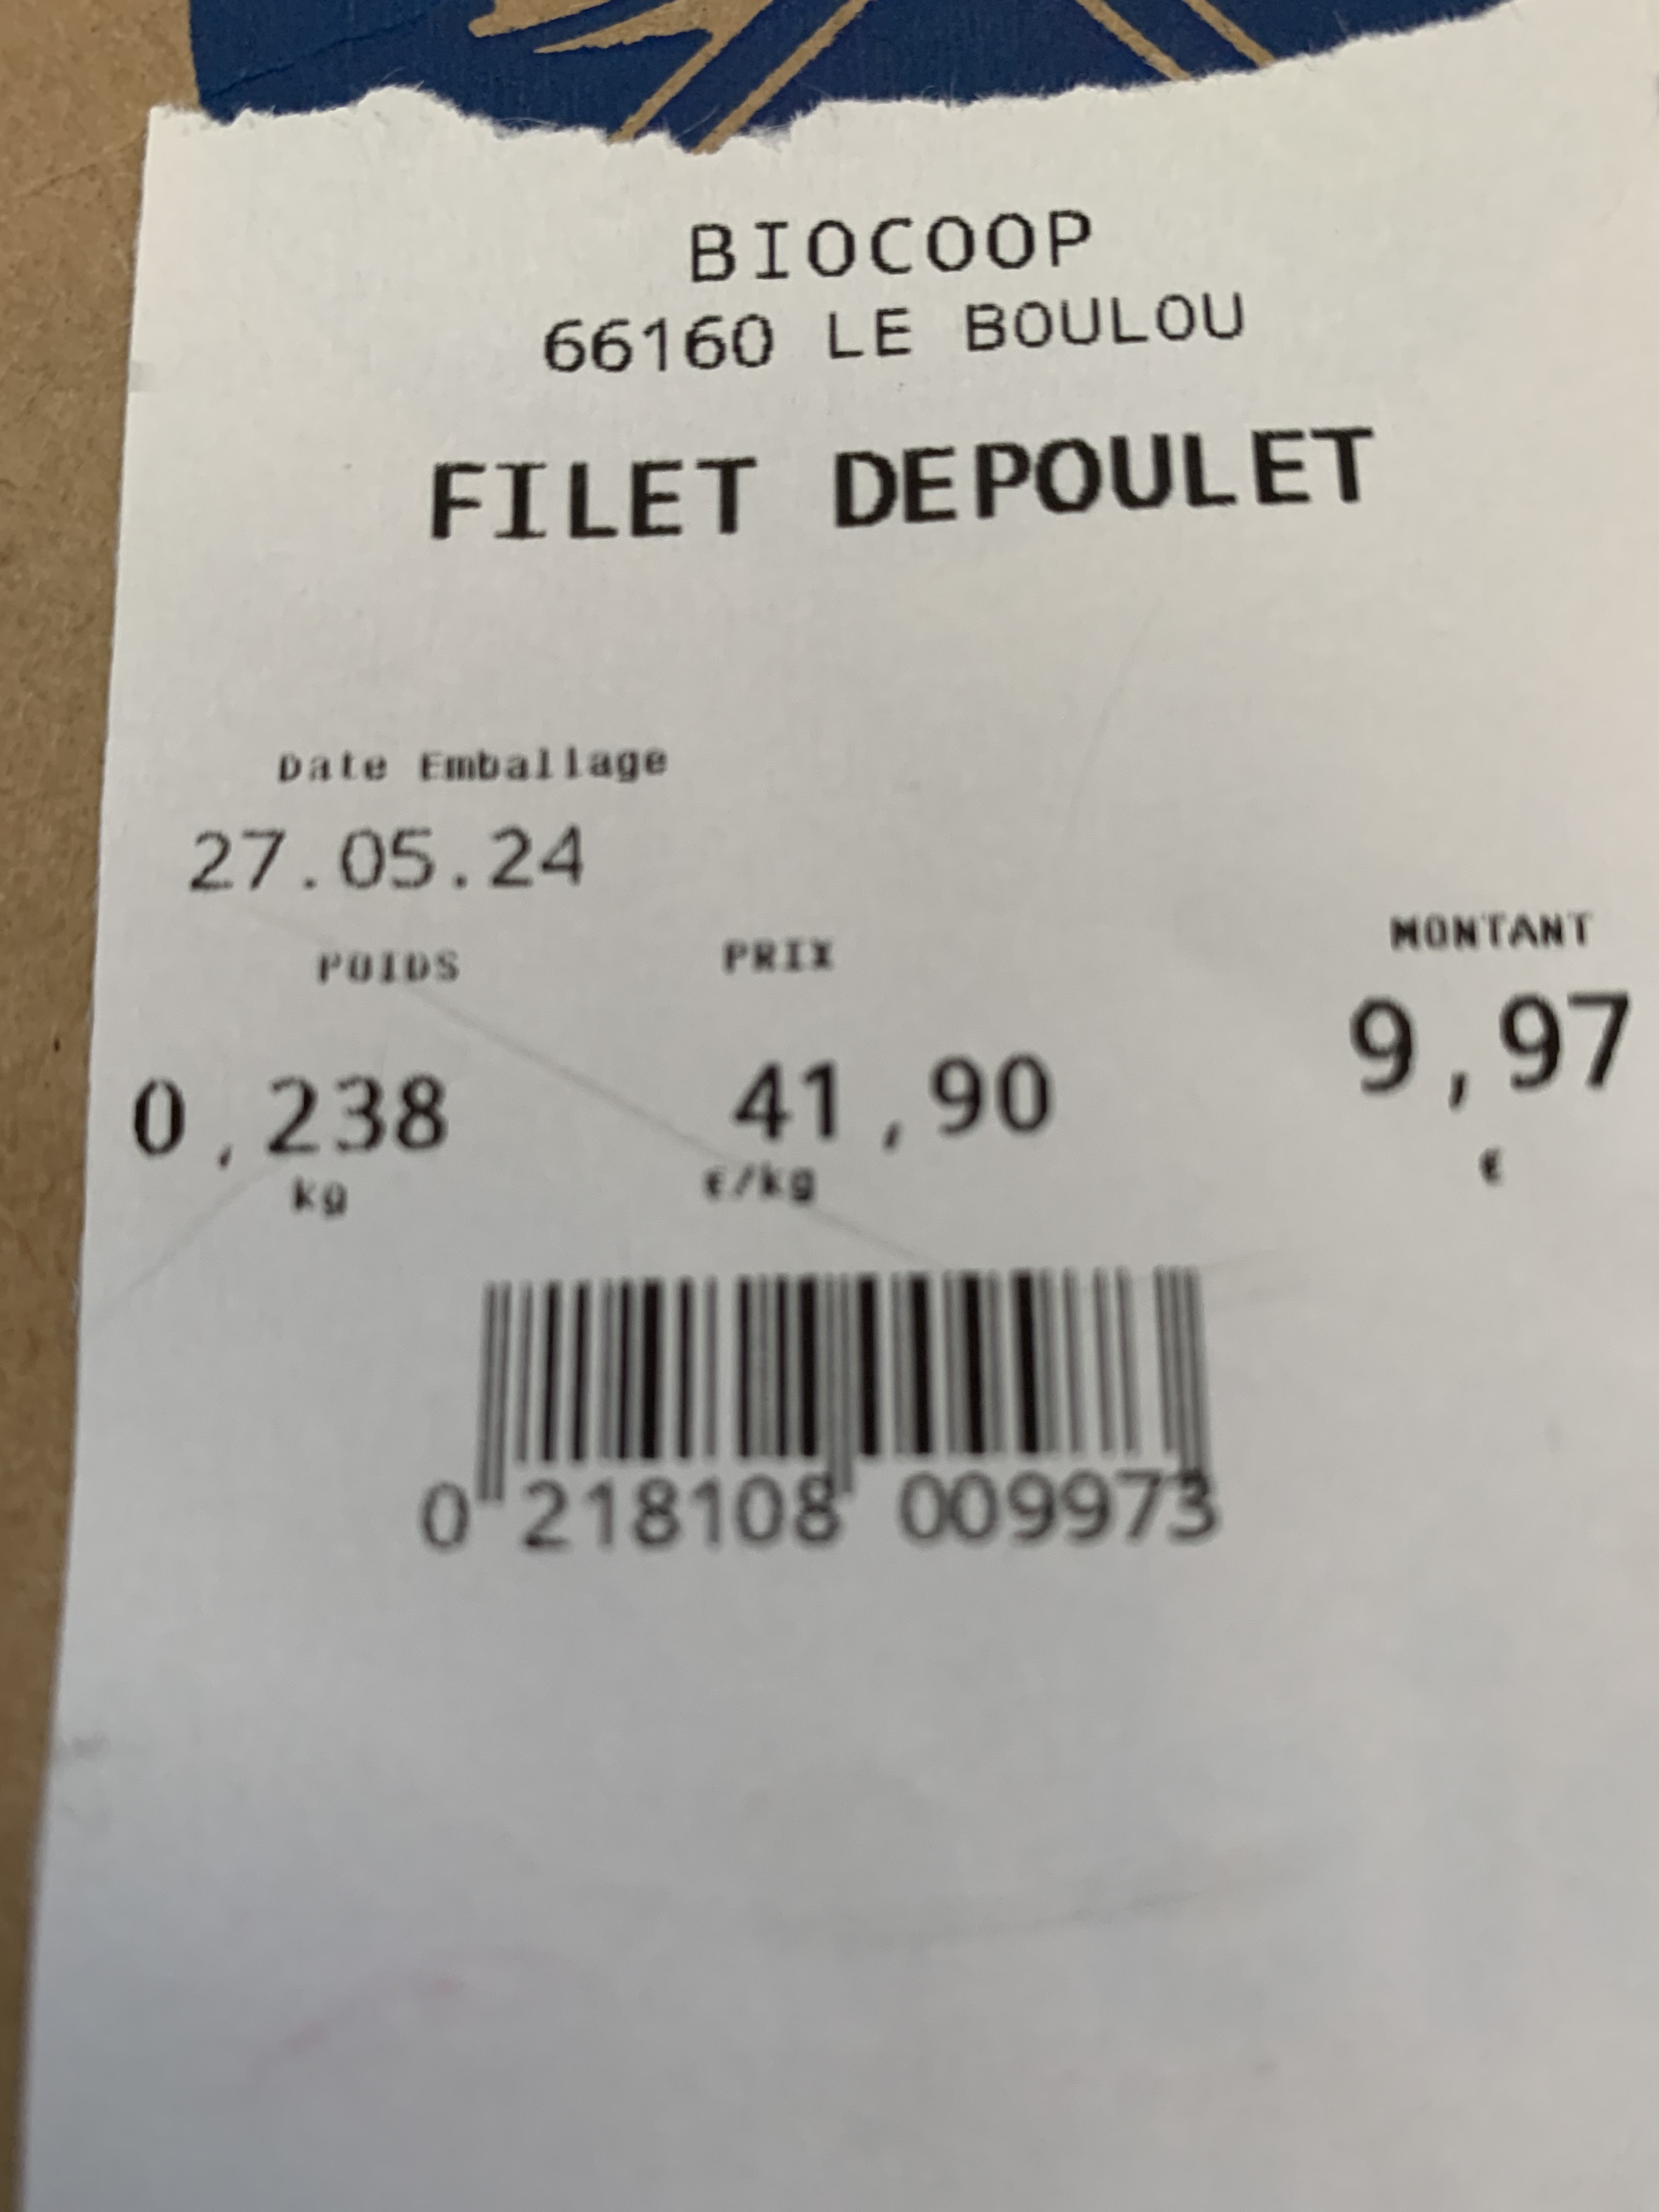 BIOCOOP
66160 LE BOULOU
FILET DEPOULET
Date Emballage
27.05.24
POIDS PRIX MONTANT
0,238 41,90 9,97
kg €/kg €
0 218108 009973